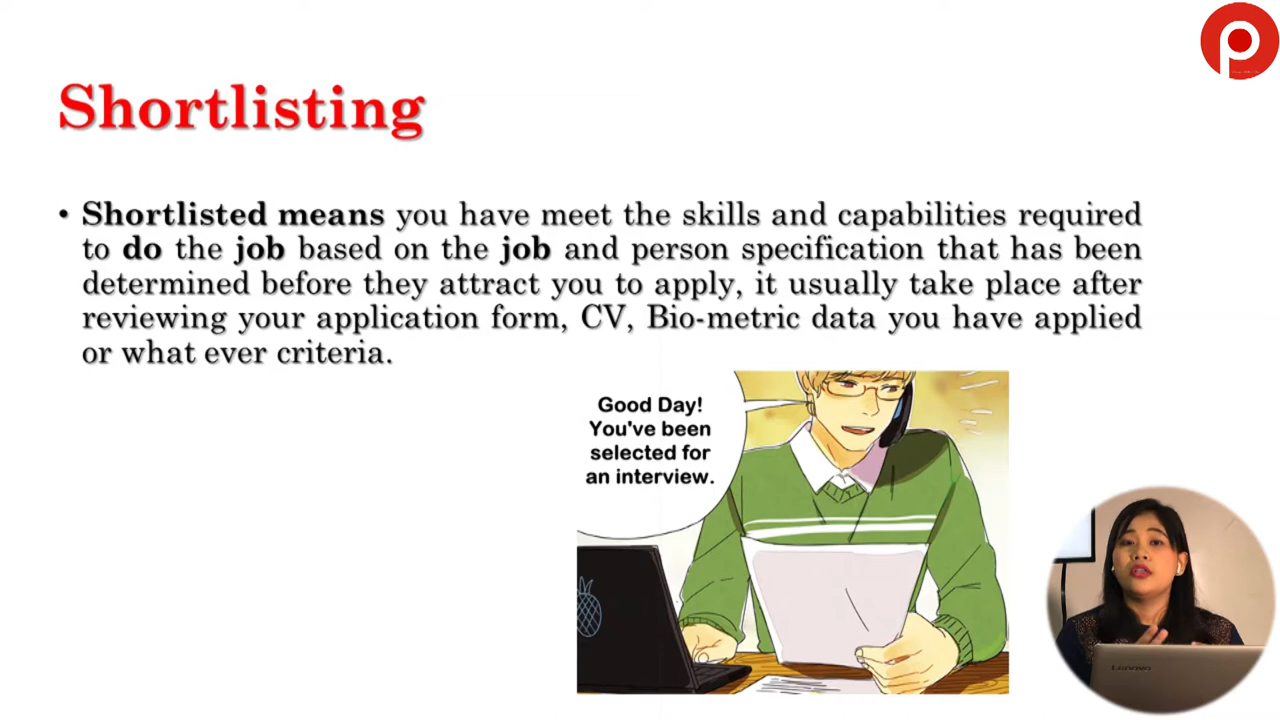 Shortlisting
• Shortlisted means you have meet the skills and capabilities required
to do the job based on the job and person specification that has been
determined before they attract you to apply, it usually take place after
reviewing your application form, CV, Bio-metric data you have applied
or what ever criteria.
Good Day!
You've been
selected for
an interview.
Lenovo